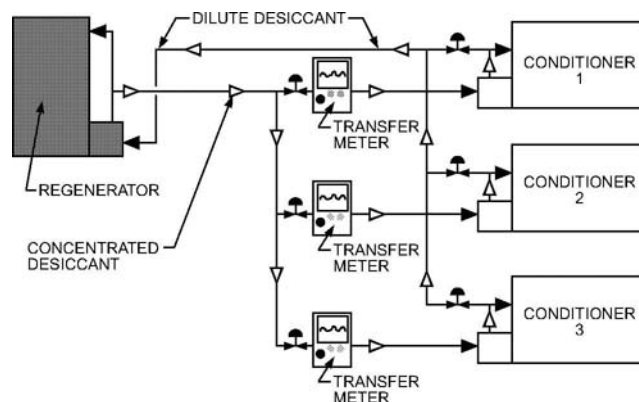 DILUTE DESICCANT
CONDITIONER
1
TRANSFER
METER
REGENERATOR
CONDITIONER
2
CONCENTRATED
DESICCANT
TRANSFER
METER
CONDITIONER
3
TRANSFER
METER